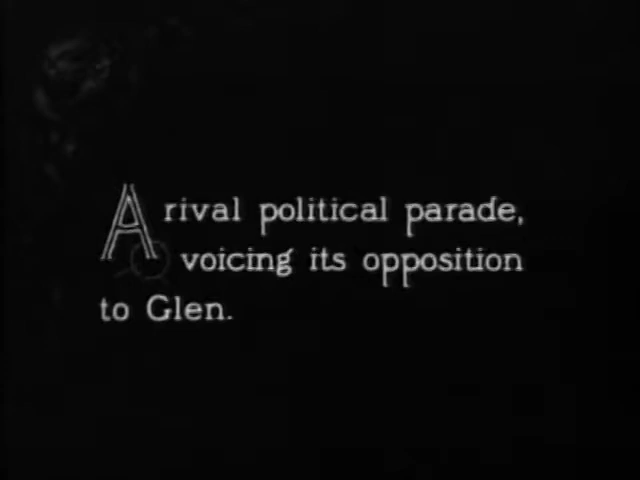 A rival political parade,
voicing its opposition
to Glen.